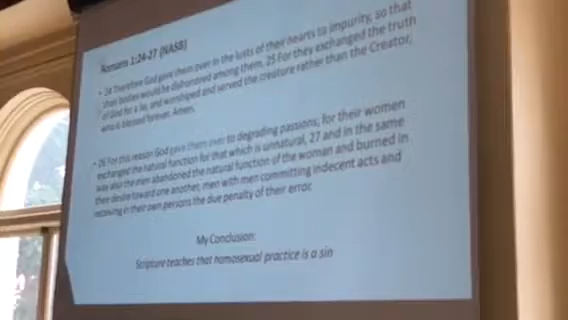 Romans 1:24-27 (NASB)
• 24 Therefore God gave them over in the lusts of their hearts to impurity, so that
their bodies would be dishonored among them. 25 For they exchanged the truth
of God for a lie, and worshiped and served the creature rather than the Creator,
who is blessed forever. Amen.
• 26 For this reason God gave them over to degrading passions; for their women
exchanged the natural function for that which is unnatural, 27 and in the same
way also the men abandoned the natural function of the woman and burned in
their desire toward one another, men with men committing indecent acts and
receiving in their own persons the due penalty of their error.
My Conclusion:
Scripture teaches that homosexual practice is a sin